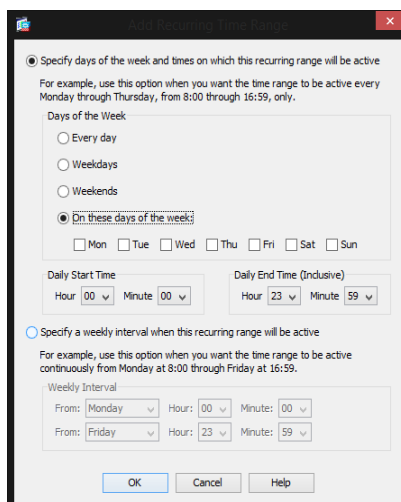 Add Recurring Time Range
Specify days of the week and times on which this recurring range will be active
For example, use this option when you want the time range to be active every
Monday through Thursday, from 8:00 through 16:59, only.
Days of the Week
Every day
Weekdays
Weekends
On these days of the week:
Mon Tue Wed Thu Fri Sat Sun
Daily Start Time Daily End Time (Inclusive)
Hour 00 Minute 00 Hour 23 Minute 59
Specify a weekly interval when this recurring range will be active
For example, use this option when you want the time range to be active
continuously from Monday at 8:00 through Friday at 16:59.
Weekly Interval
From: Monday Hour: 00 Minute: 00
From: Friday Hour: 23 Minute: 59
OK Cancel Help